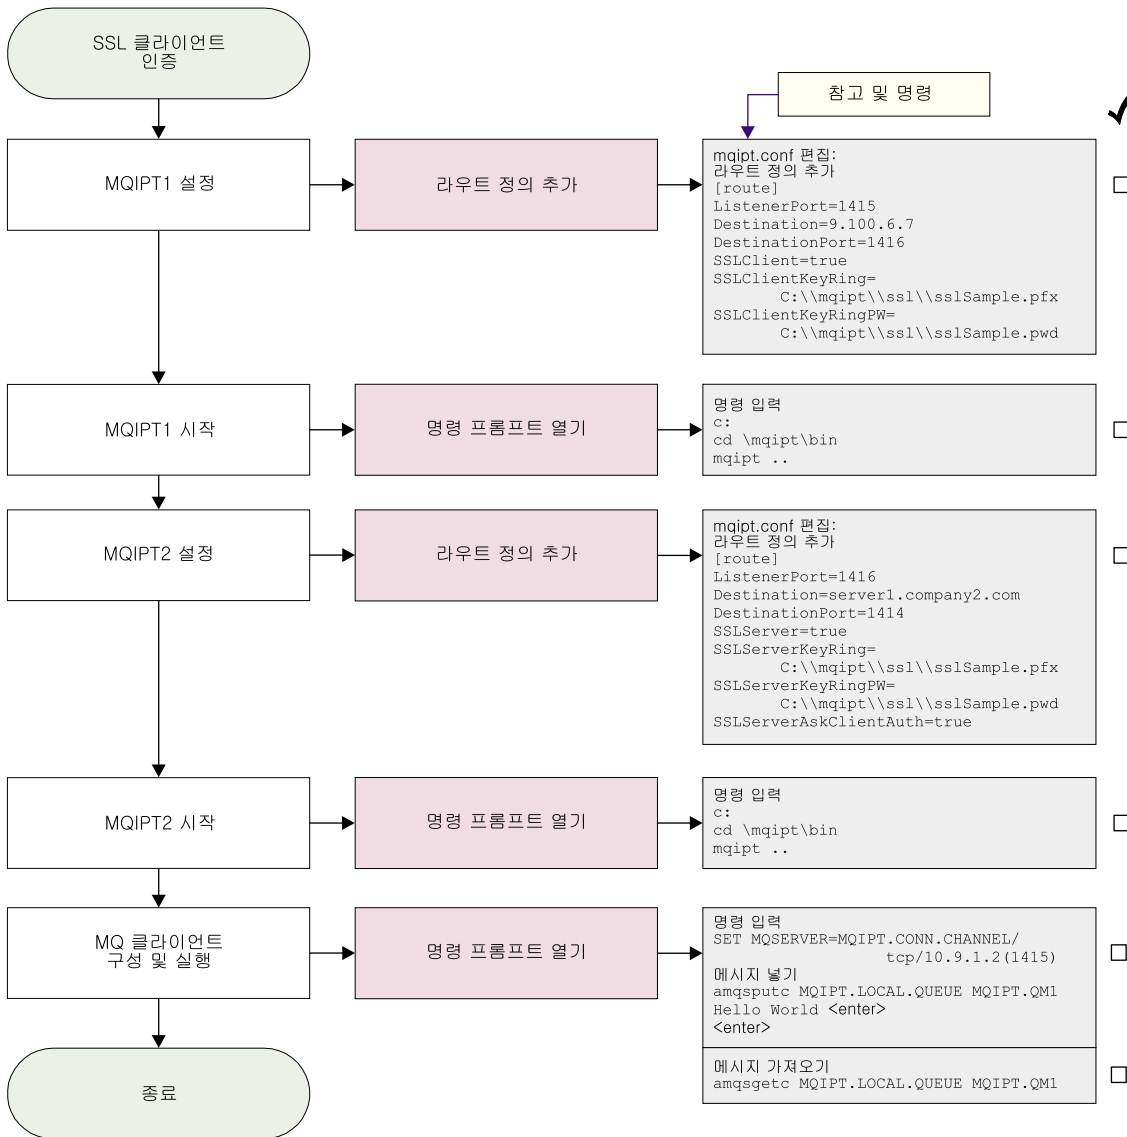 SSL 클라이언트
인증
참고 및 명령
MQIPT1 설정
라우트 정의 추가
mqipt.conf 편집:
라우트 정의 추가
[route]
ListenerPort=1415
Destination=9.100.6.7
DestinationPort=1416
SSLClient=true
SSLClientKeyRing=
C:\\mqipt\\ssl\\sslSample.pfx
SSLClientKeyRingPW=
C:\\mqipt\\ssl\\sslSample.pwd
MQIPT1 시작
명령 프롬프트 열기
명령 입력
c:
cd \mqipt\bin
mqipt ..
MQIPT2 설정
라우트 정의 추가
mqipt.conf 편집:
라우트 정의 추가
[route]
ListenerPort=1416
Destination=server1.company2.com
DestinationPort=1414
SSLServer=true
SSLServerKeyRing=
C:\\mqipt\\ssl\\sslSample.pfx
SSLServerKeyRingPW=
C:\\mqipt\\ssl\\sslSample.pwd
SSLServerAskClientAuth=true
MQIPT2 시작
명령 프롬프트 열기
명령 입력
c:
cd \mqipt\bin
mqipt ..
MQ 클라이언트
구성 및 실행
명령 프롬프트 열기
명령 입력
SET MQSERVER=MQIPT.CONN.CHANNEL/
tcp/10.9.1.2(1415)
메시지 넣기
amqsputc MQIPT.LOCAL.QUEUE MQIPT.QM1
Hello World <enter>
<enter>
메시지 가져오기
amqsgetc MQIPT.LOCAL.QUEUE MQIPT.QM1
종료